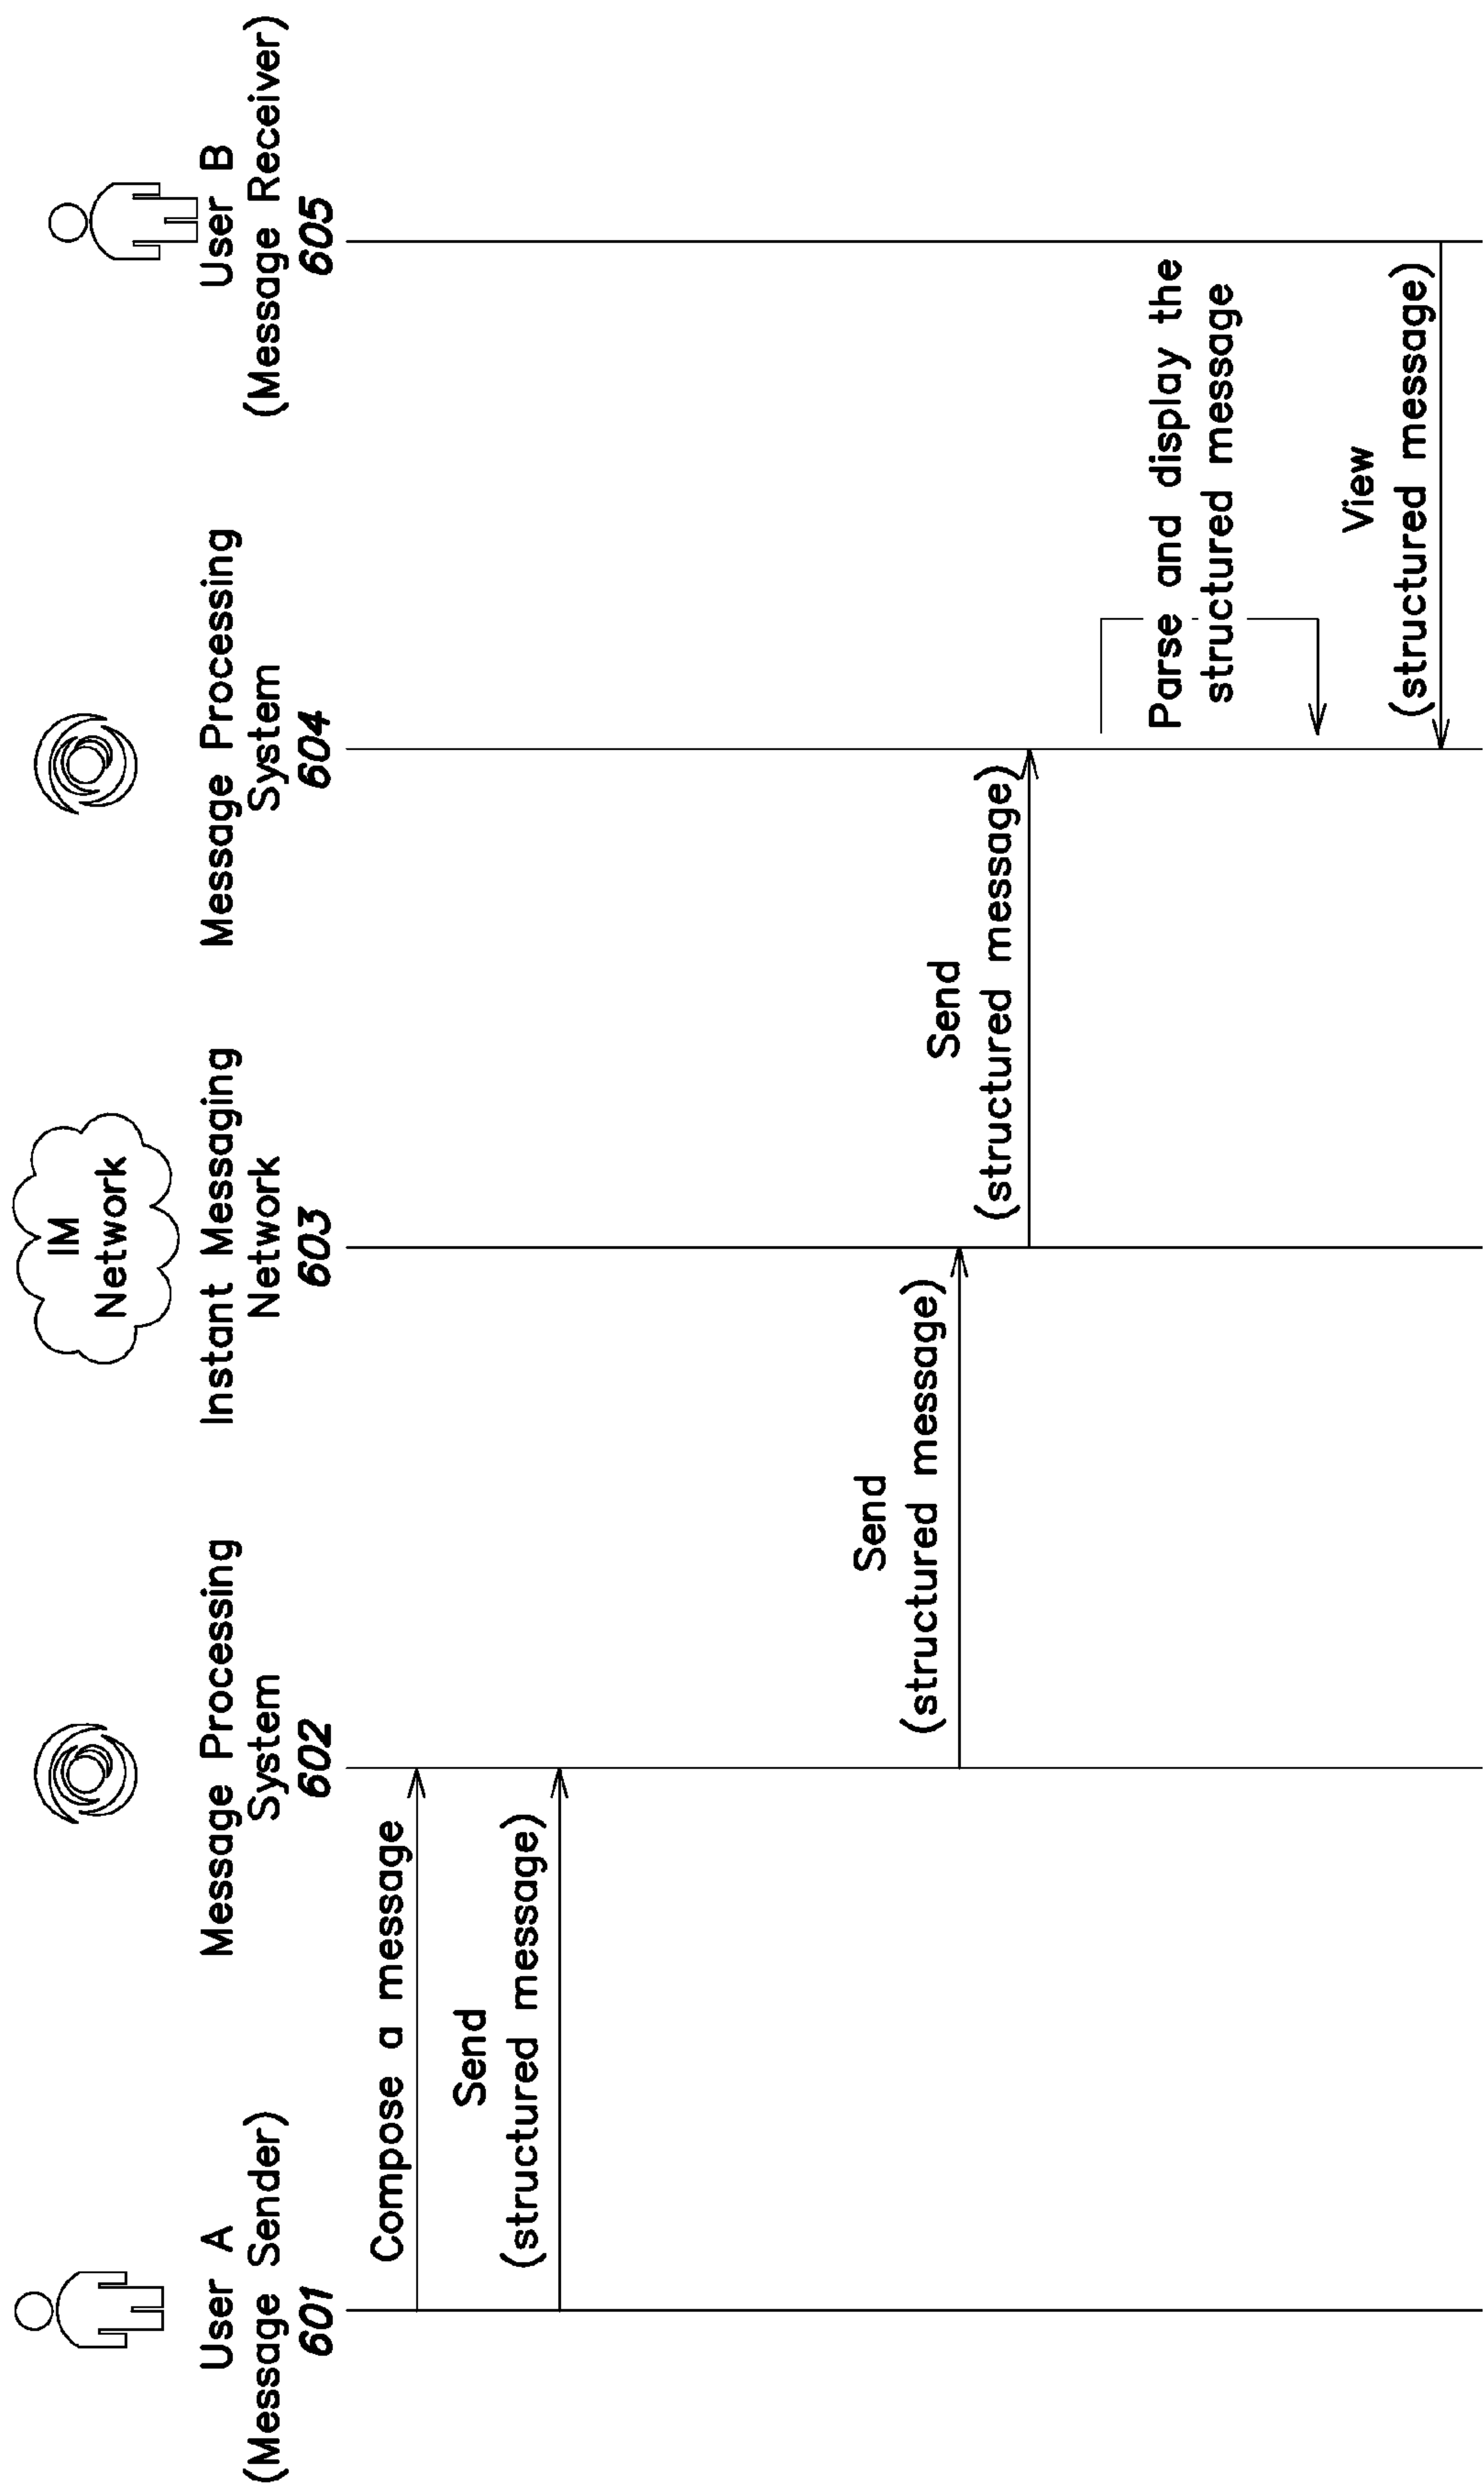 User A
(Message Sender)
601
Message Processing
System
602
IM
Network
Instant Messaging
Network
603
Message Processing
System
604
User B
(Message Receiver)
605
Compose a message
Send
(structured message)
Send
(structured message)
Send
(structured message)
Parse and display the
structured message
View
(structured message)